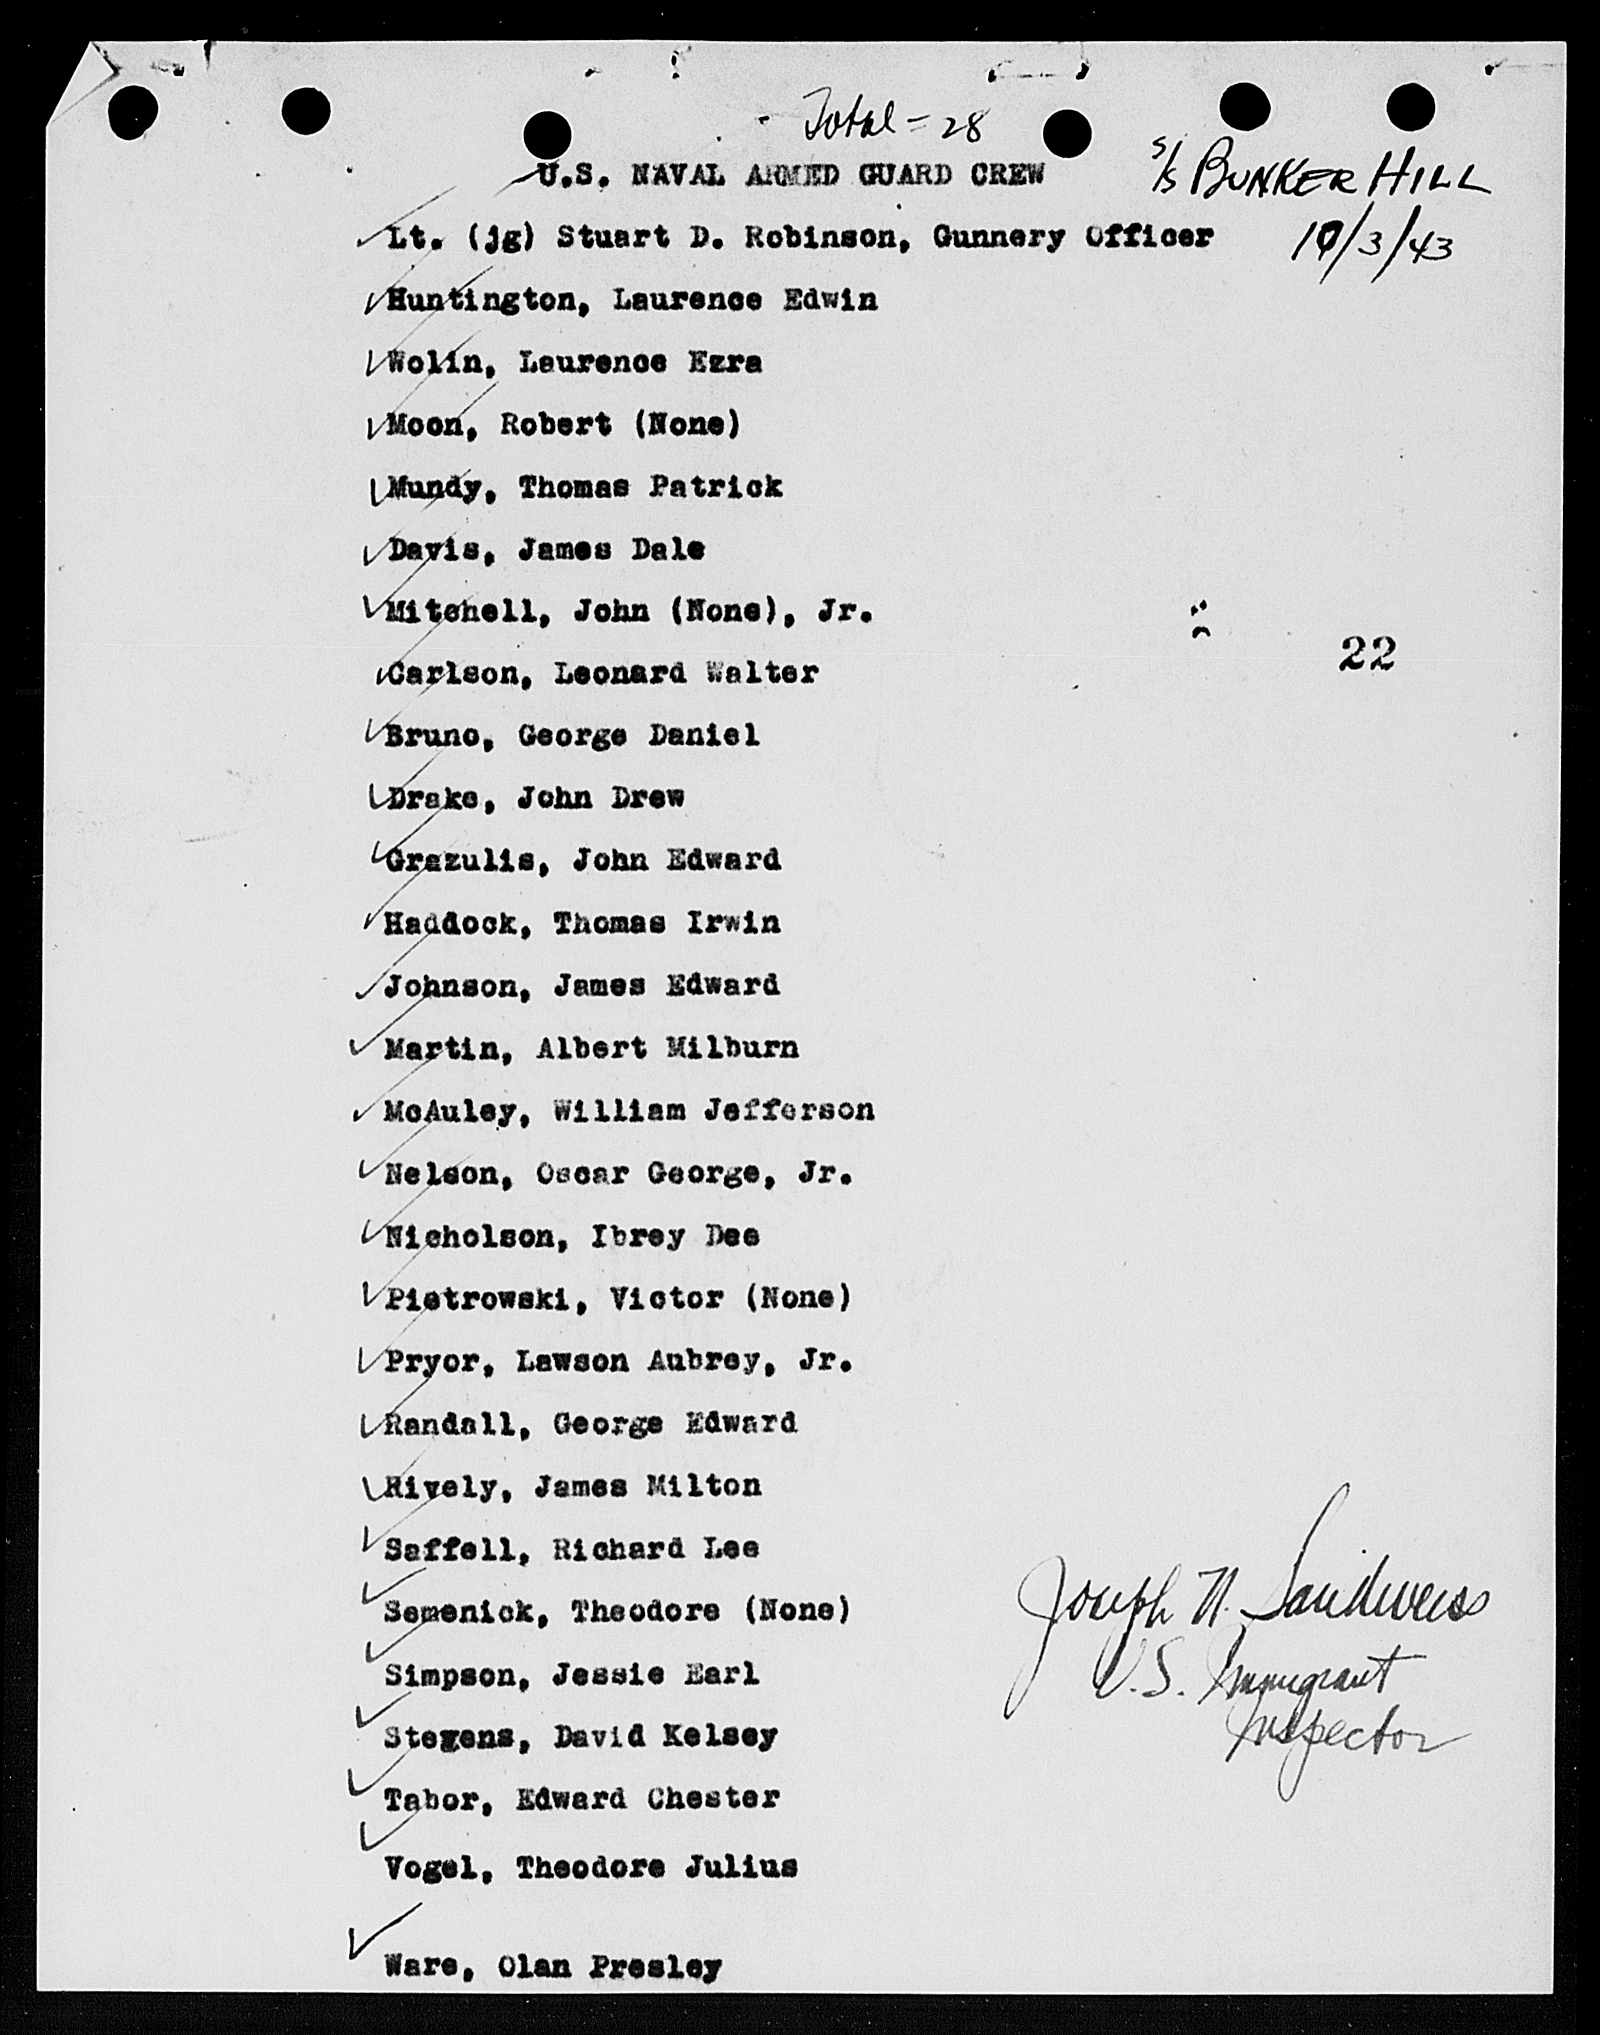 Total = 28
U.S. NAVAL ARMED GUARD CREW
S/S BUNKER HILL
Lt. (jg) Stuart D. Robinson, Gunnery Officer
10/3/43
Huntington, Laurence Edwin
Wolin, Laurence Ezra
Moon, Robert (None)
Mundy, Thomas Patrick
Davis, James Dale
Mitchell, John (None), Jr.
22
Carlson, Leonard Walter
Bruno, George Daniel
Drake, John Drew
Grazulis, John Edward
Haddock, Thomas Irwin
Johnson, James Edward
Martin, Albert Milburn
McAuley, William Jefferson
Nelson, Oscar George, Jr.
Nicholson, Ibrey Dee
Pietrowski, Victor (None)
Pryor, Lawson Aubrey, Jr.
Randall, George Edward
Rively, James Milton
Saffell, Richard Lee
Semenick, Theodore (None)
Simpson, Jessie Earl
Stevens, David Kelsey
Tabor, Edward Chester
Vogel, Theodore Julius
Ware, Olan Presley
Joseph N. Sandweiss
U.S. Immigrant
Inspector